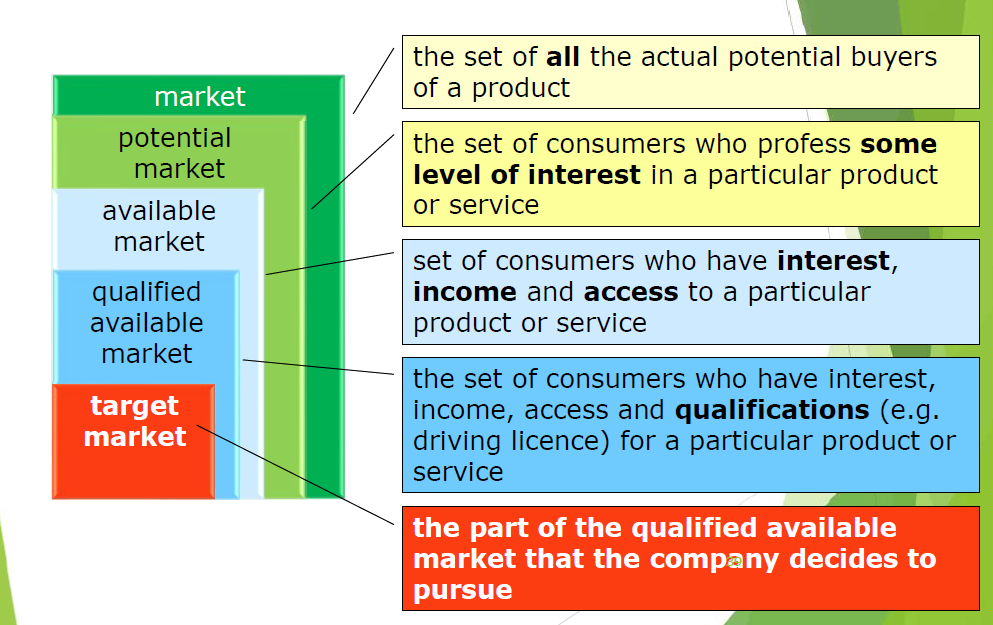 market
potential
market
available
market
qualified
available
market
target
market
the set of all the actual potential buyers
of a product
the set of consumers who profess some
level of interest in a particular product
or service
set of consumers who have interest,
income and access to a particular
product or service
the set of consumers who have interest,
income, access and qualifications (e.g.
driving licence) for a particular product or
service
the part of the qualified available
market that the company decides to
pursue